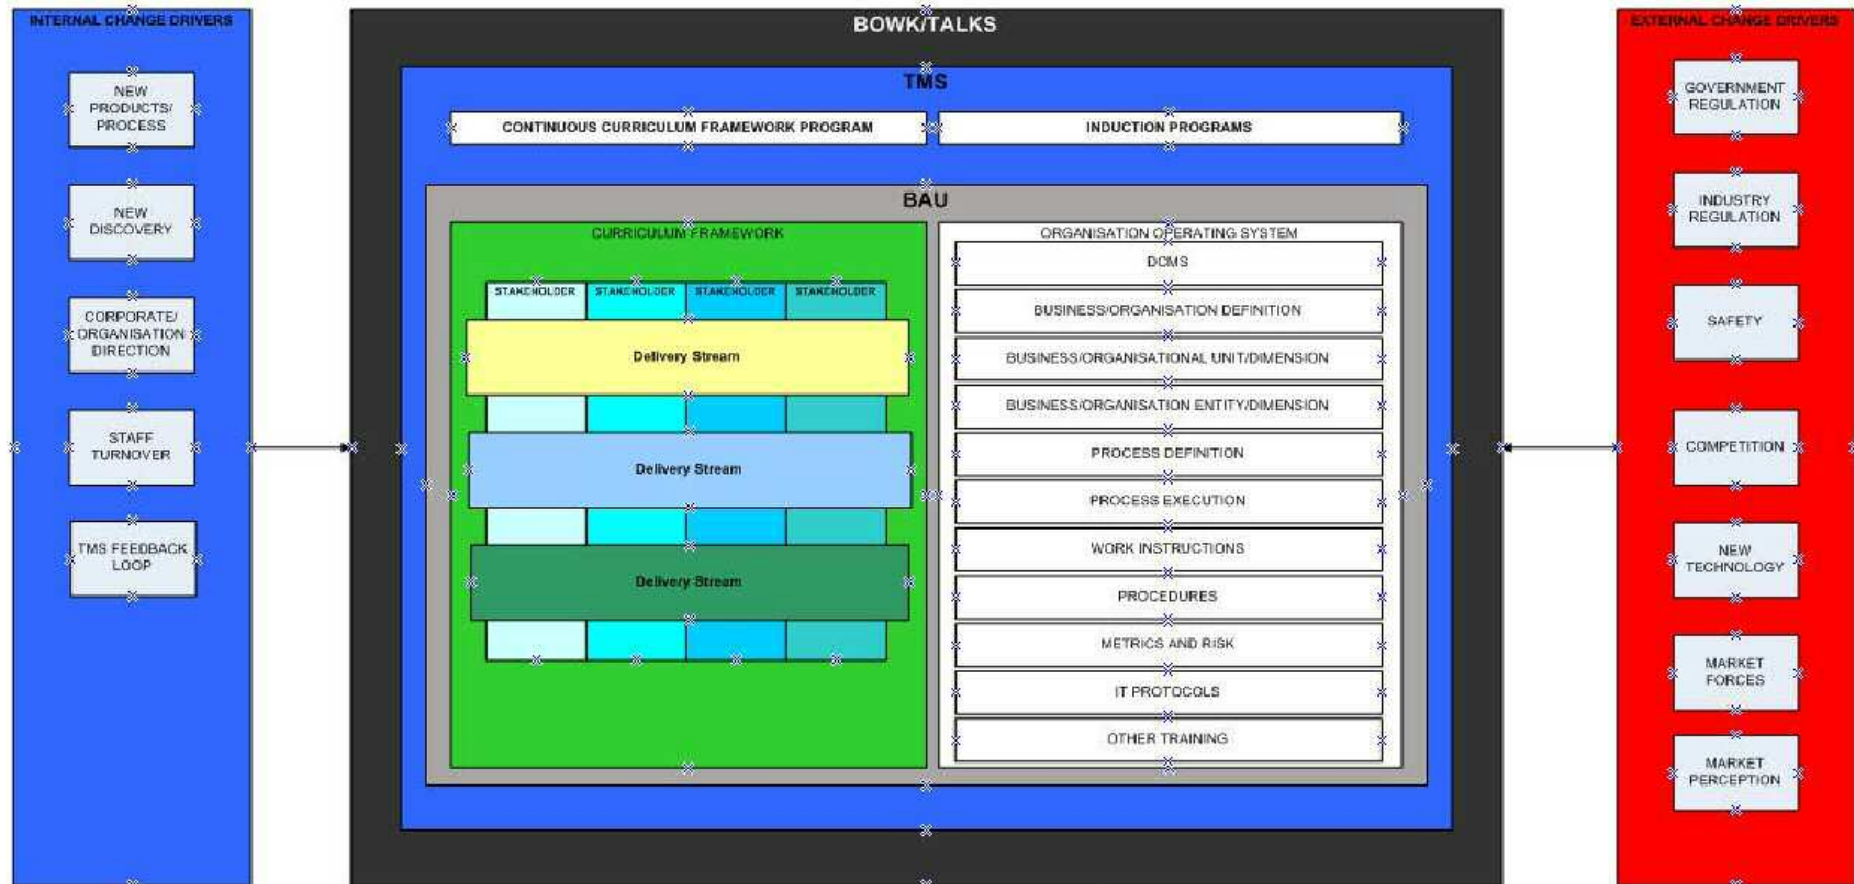 INTERNAL CHANGE DRIVERS
NEW
PRODUCTS/
PROCESS
NEW
DISCOVERY
CORPORATE/
ORGANISATION
DIRECTION
STAFF
TURNOVER
TMS FEEDBACK
LOOP
BOWK/TALKS
TMS
CONTINUOUS CURRICULUM FRAMEWORK PROGRAM
INDUCTION PROGRAMS
BAU
CURRICULUM FRAMEWORK
STAKEHOLDER
STAKEHOLDER
STAKEHOLDER
STAKEHOLDER
Delivery Stream
Delivery Stream
Delivery Stream
ORGANISATION OPERATING SYSTEM
DCMS
BUSINESS/ORGANISATION DEFINITION
BUSINESS/ORGANISATIONAL UNIT/DIMENSION
BUSINESS/ORGANISATION ENTITY/DIMENSION
PROCESS DEFINITION
PROCESS EXECUTION
WORK INSTRUCTIONS
PROCEDURES
METRICS AND RISK
IT PROTOCOLS
OTHER TRAINING
EXTERNAL CHANGE DRIVERS
GOVERNMENT
REGULATION
INDUSTRY
REGULATION
SAFETY
COMPETITION
NEW
TECHNOLOGY
MARKET
FORCES
MARKET
PERCEPTION